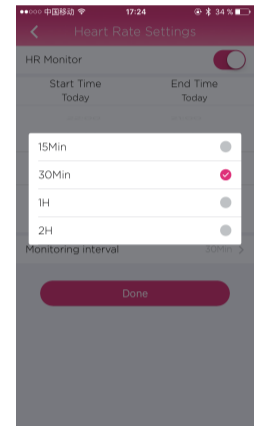 中国移动 17:24 34 %
Heart Rate Settings
HR Monitor
Start Time End Time
Today Today
15Min
30Min
1H
2H
Monitoring interval 30Min
Done